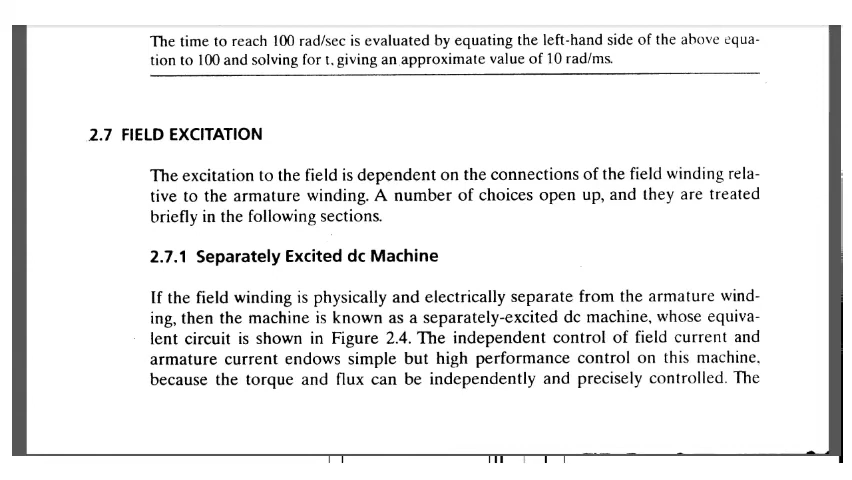 The time to reach 100 rad/sec is evaluated by equating the left-hand side of the above equa-
tion to 100 and solving for t, giving an approximate value of 10 rad/ms.
2.7 FIELD EXCITATION
The excitation to the field is dependent on the connections of the field winding rela-
tive to the armature winding. A number of choices open up, and they are treated
briefly in the following sections.
2.7.1 Separately Excited dc Machine
If the field winding is physically and electrically separate from the armature wind-
ing, then the machine is known as a separately-excited dc machine, whose equiva-
lent circuit is shown in Figure 2.4. The independent control of field current and
armature current endows simple but high performance control on this machine,
because the torque and flux can be independently and precisely controlled. The